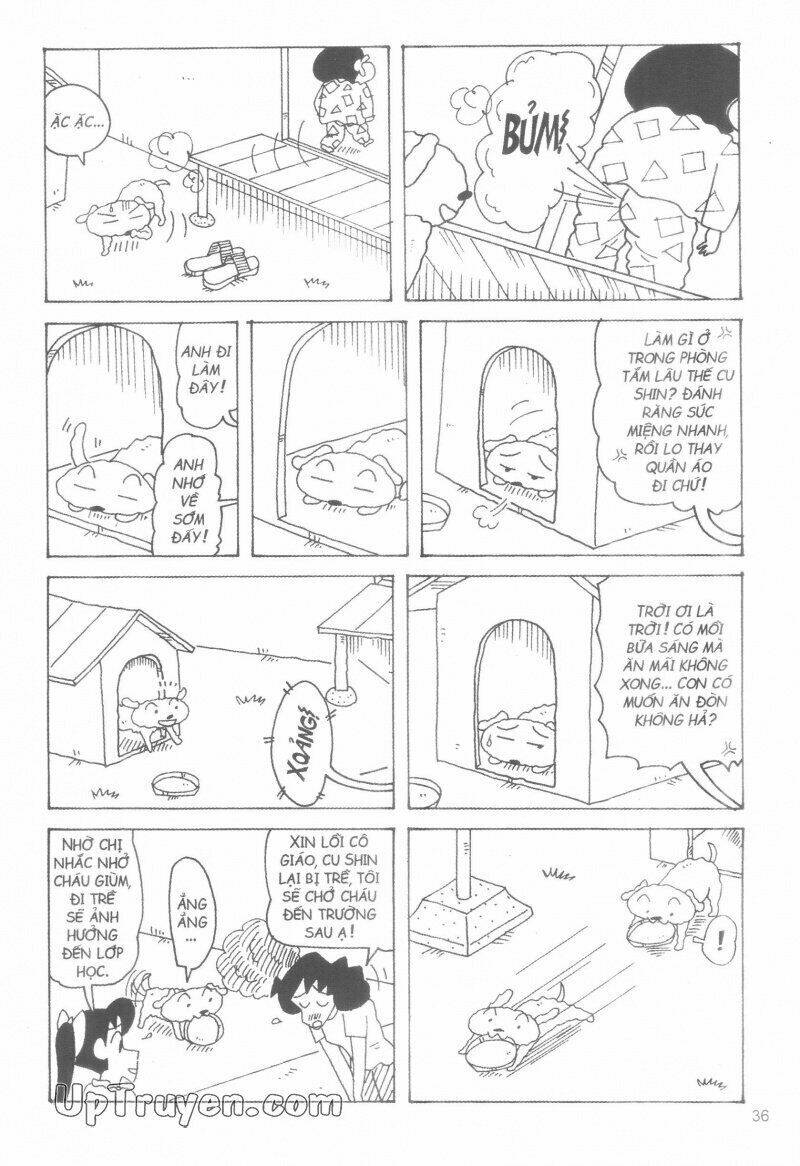 BỦM!
ẶC ẶC...
LÀM GÌ Ở
TRONG PHÒNG
TẮM LÂU THẾ CU
SHIN? ĐÁNH
RĂNG SÚC
MIỆNG NHANH,
RỒI LO THAY
QUẦN ÁO
ĐI CHỨ!
ANH ĐI
LÀM
ĐÂY!
ANH
NHỚ
VỀ
SỚM
ĐẤY!
TRỜI ƠI LÀ
TRỜI! CÓ MỖI
BỮA SÁNG MÀ
ĂN MÃI KHÔNG
XONG... CON CÓ
MUỐN ĂN ĐÒN
KHÔNG HẢ?
XOẢNG!
!
XIN LỖI CÔ
GIÁO, CU SHIN
LẠI BỊ TRỄ, TÔI
SẼ CHỞ CHÁU
ĐẾN TRƯỜNG
SAU Ạ!
ẲNG
ẲNG
...
NHỜ CHỊ
NHẮC NHỞ
CHÁU GIÙM,
ĐI TRỄ
SẼ ẢNH
HƯỞNG
ĐẾN LỚP
HỌC.
UpTruyen.com
36